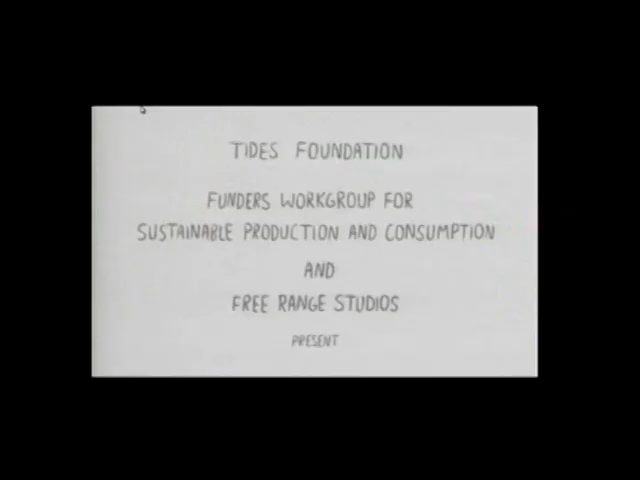 TIDES FOUNDATION
FUNDERS WORKGROUP FOR
SUSTAINABLE PRODUCTION AND CONSUMPTION
AND
FREE RANGE STUDIOS
PRESENT